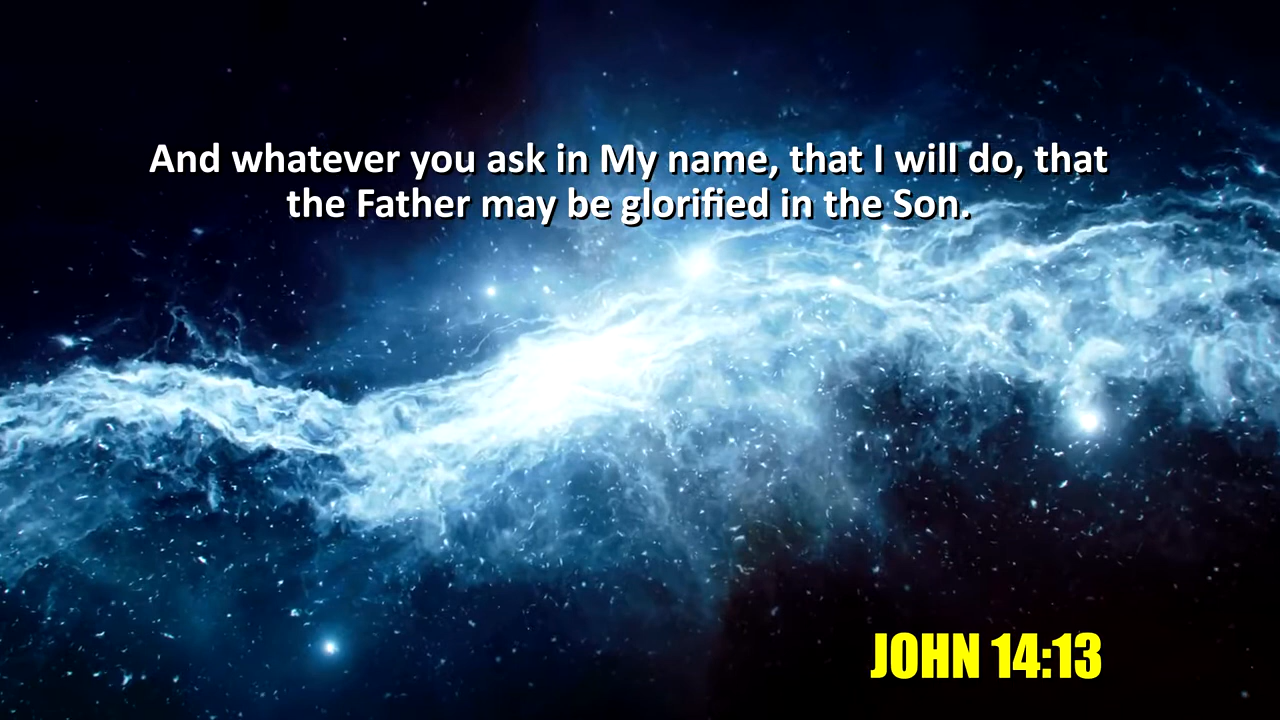 And whatever you ask in My name, that I will do, that
the Father may be glorified in the Son.
JOHN 14:13